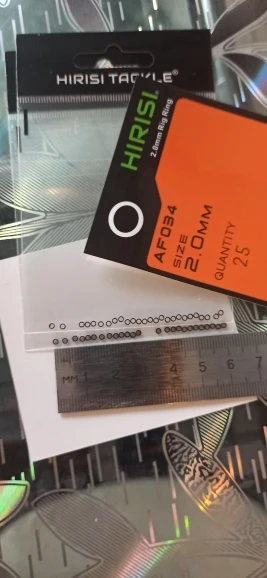 HIRISI TACKLE®
HIRISI
2.0mm Rig Ring
AF034
SIZE
2.0MM
QUANTITY
25
MM 1 2 4 5 6 7